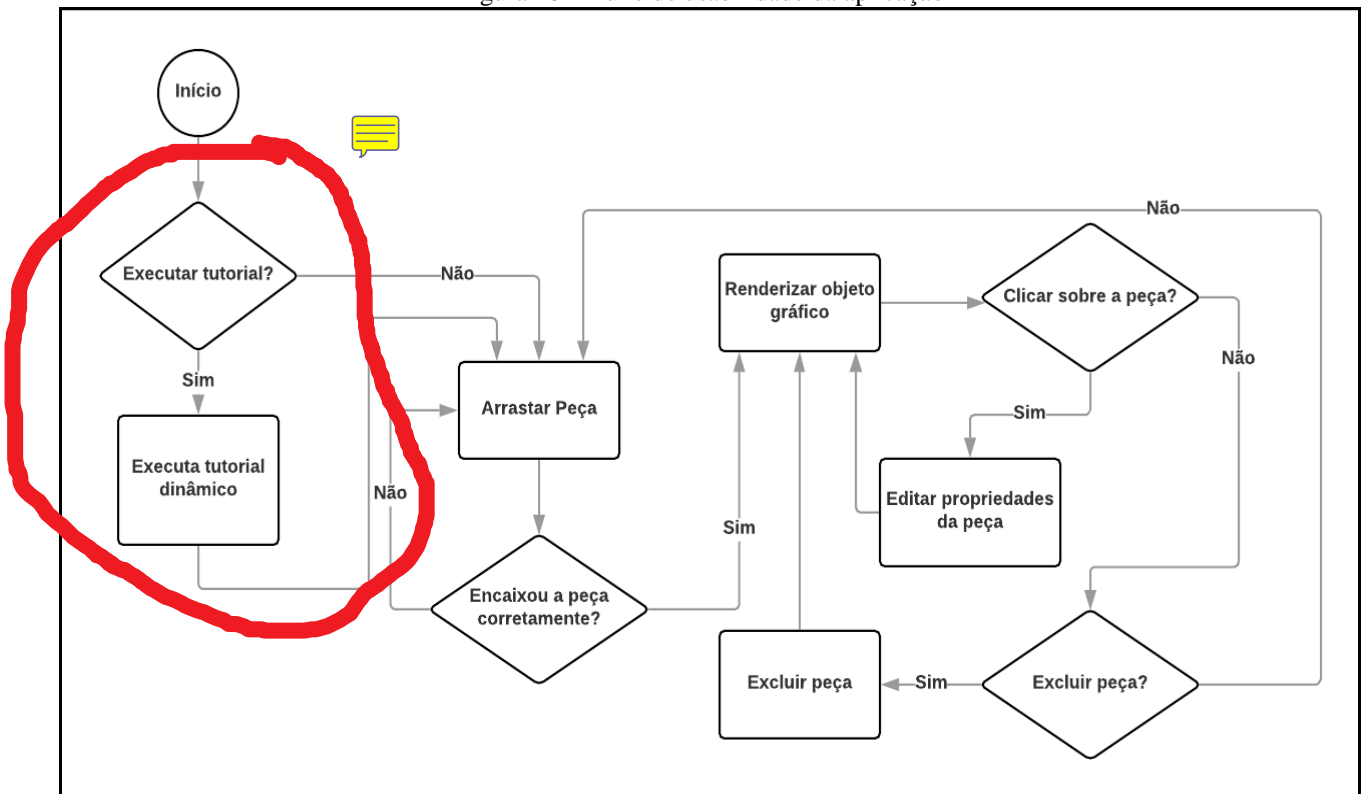 Início
Executar tutorial?
Não
Sim
Executa tutorial
dinâmico
Arrastar Peça
Não
Encaixou a peça
corretamente?
Sim
Renderizar objeto
gráfico
Clicar sobre a peça?
Não
Não
Sim
Editar propriedades
da peça
Excluir peça?
Sim
Excluir peça